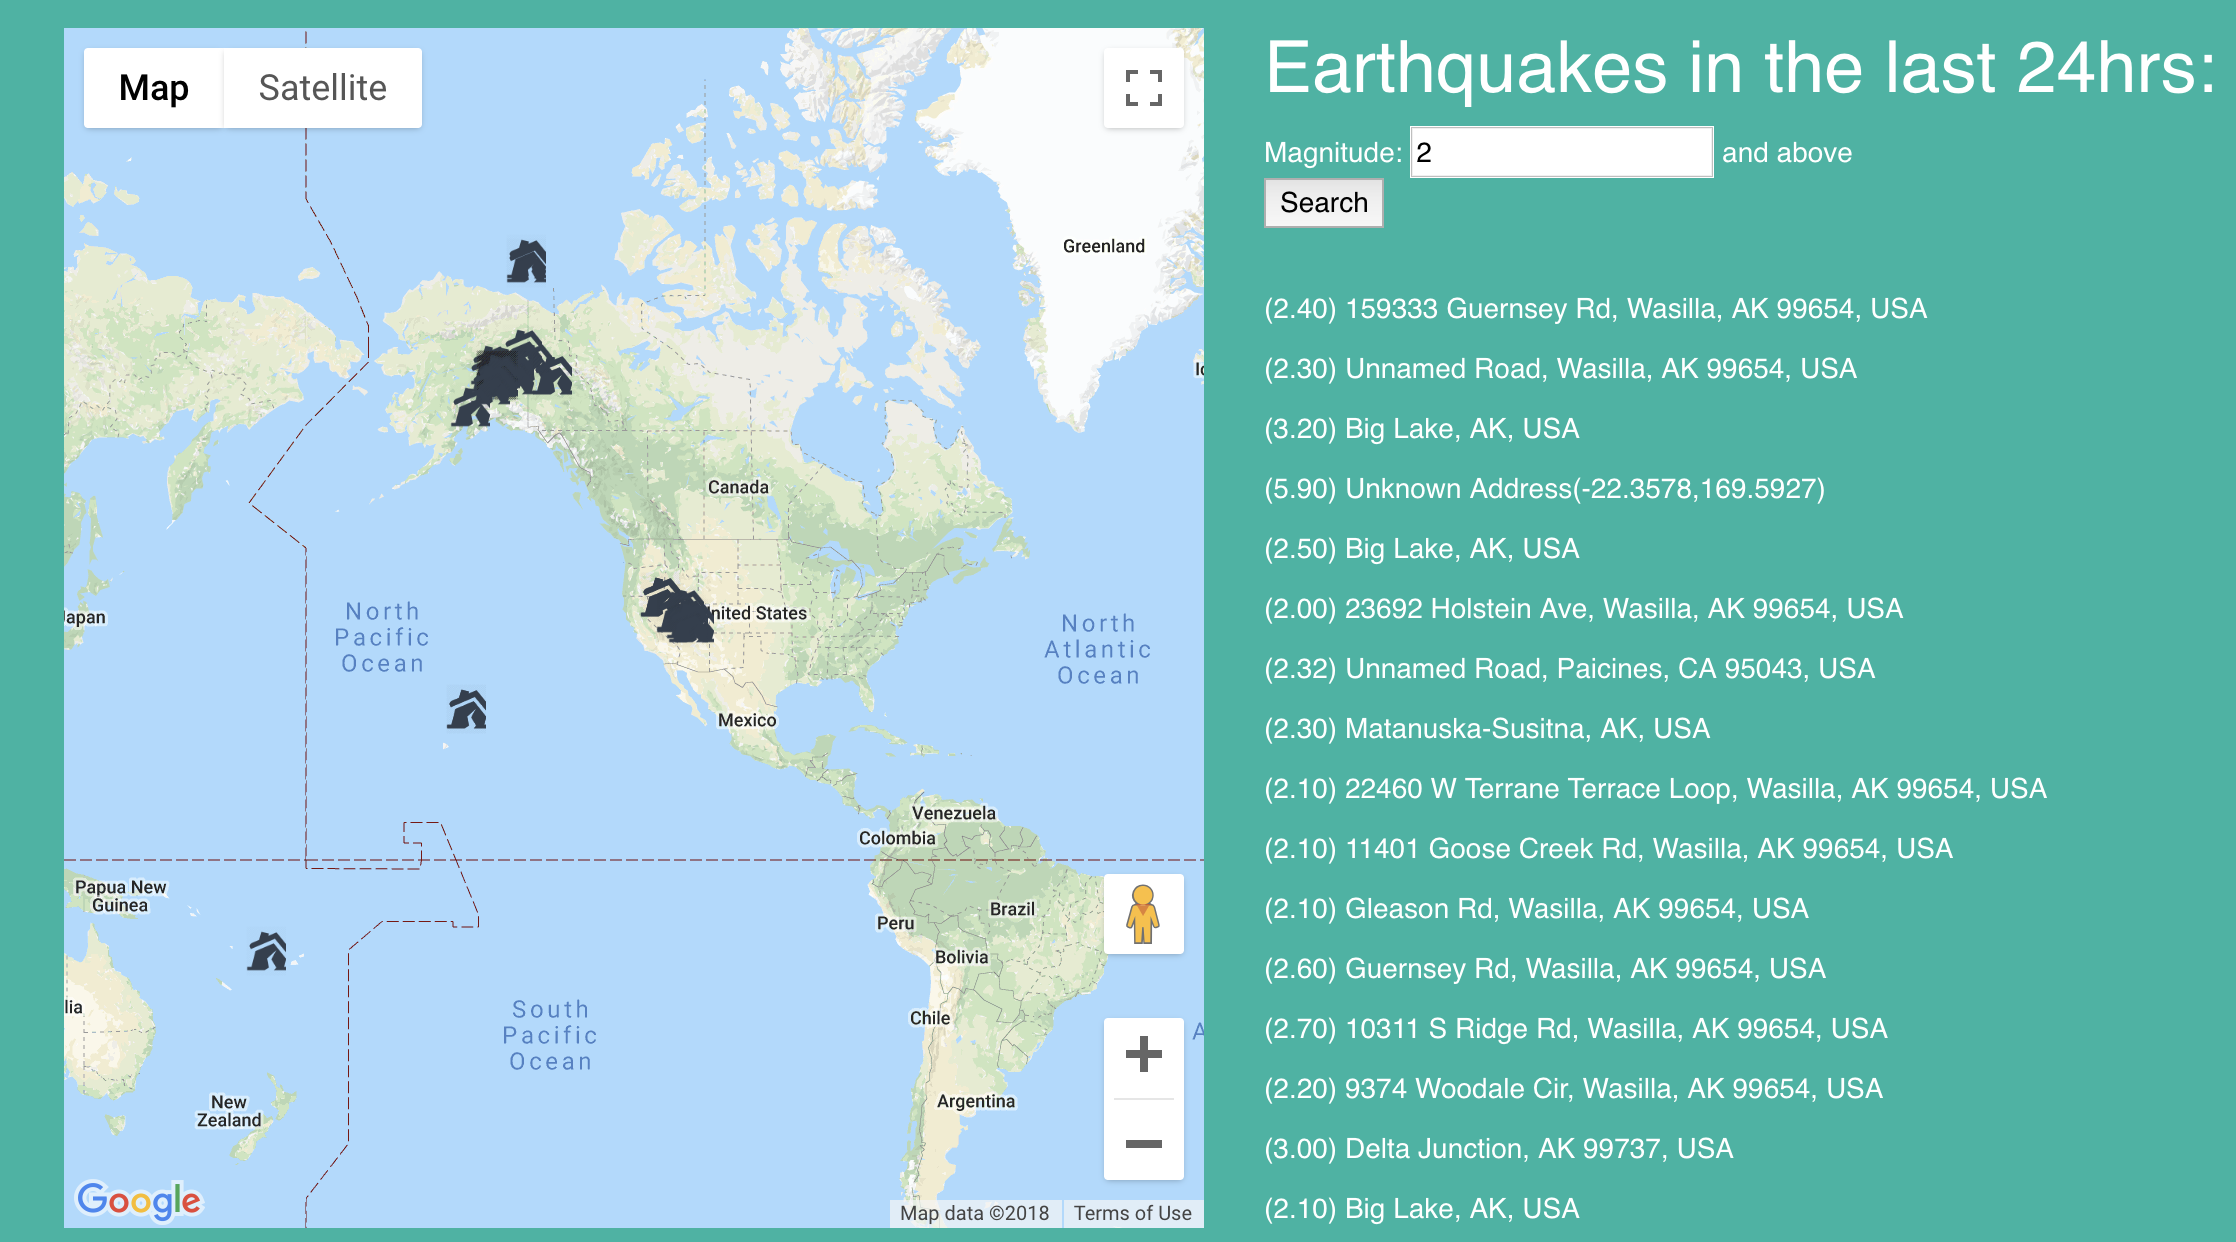 Map Satellite
Greenland
Canada
United States
North
Pacific
Ocean
North
Atlantic
Ocean
Mexico
Venezuela
Colombia
Papua New
Guinea
Peru
Brazil
Bolivia
South
Pacific
Ocean
Chile
New
Zealand
Argentina
Google
Map data ©2018 Terms of Use
Earthquakes in the last 24hrs:
Magnitude: 2 and above
Search
(2.40) 159333 Guernsey Rd, Wasilla, AK 99654, USA
(2.30) Unnamed Road, Wasilla, AK 99654, USA
(3.20) Big Lake, AK, USA
(5.90) Unknown Address(-22.3578,169.5927)
(2.50) Big Lake, AK, USA
(2.00) 23692 Holstein Ave, Wasilla, AK 99654, USA
(2.32) Unnamed Road, Paicines, CA 95043, USA
(2.30) Matanuska-Susitna, AK, USA
(2.10) 22460 W Terrane Terrace Loop, Wasilla, AK 99654, USA
(2.10) 11401 Goose Creek Rd, Wasilla, AK 99654, USA
(2.10) Gleason Rd, Wasilla, AK 99654, USA
(2.60) Guernsey Rd, Wasilla, AK 99654, USA
(2.70) 10311 S Ridge Rd, Wasilla, AK 99654, USA
(2.20) 9374 Woodale Cir, Wasilla, AK 99654, USA
(3.00) Delta Junction, AK 99737, USA
(2.10) Big Lake, AK, USA